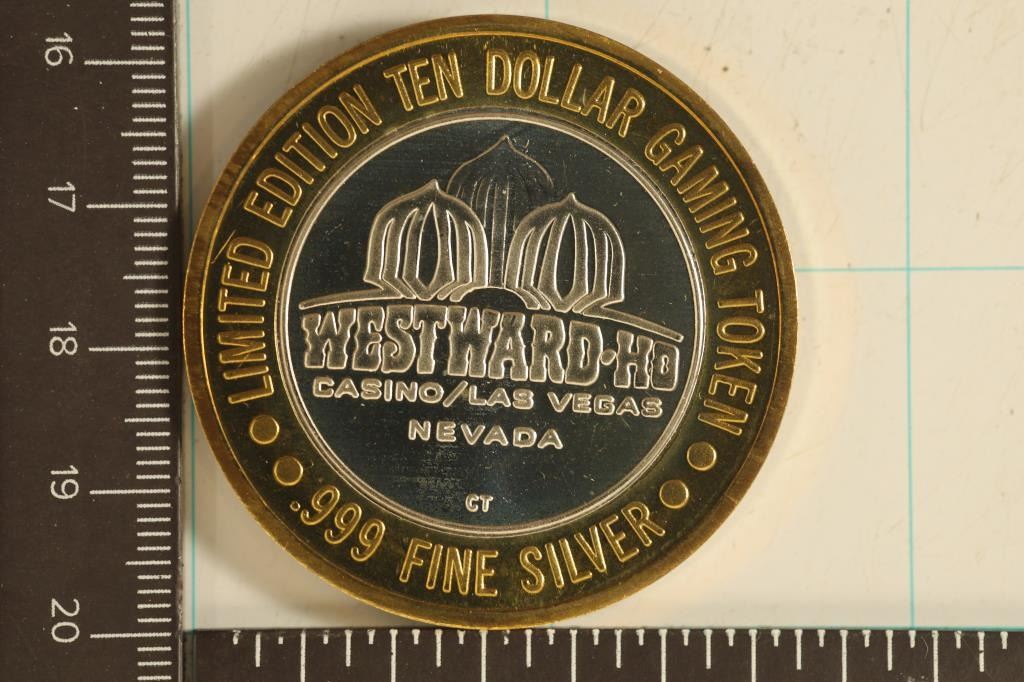 LIMITED EDITION TEN DOLLAR GAMING TOKEN
WESTWARD·HO
CASINO/LAS VEGAS
NEVADA
CT
.999 FINE SILVER
16
17
18
19
20